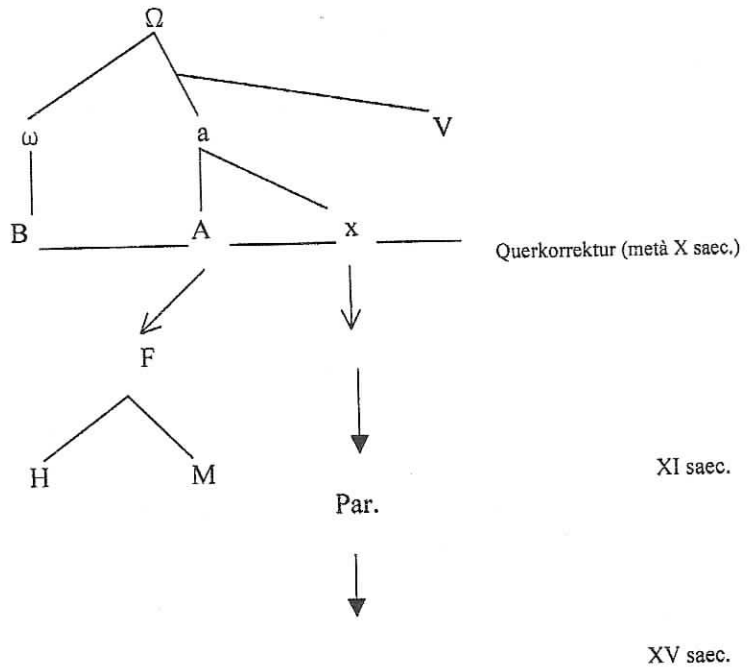 Ω
ω a V
B A x Querkorrektur (metà X saec.)
F
H M XI saec.
Par.
XV saec.